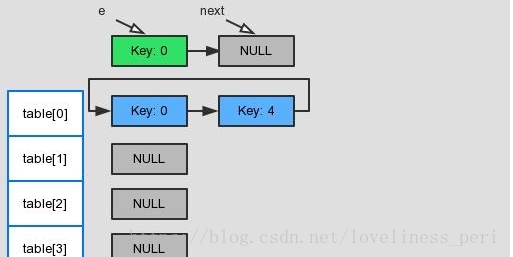 e next
Key: 0 NULL
table[0] Key: 0 Key: 4
table[1] NULL
table[2] NULL
table[3] NULL
https://blog.csdn.net/loveliness_peri